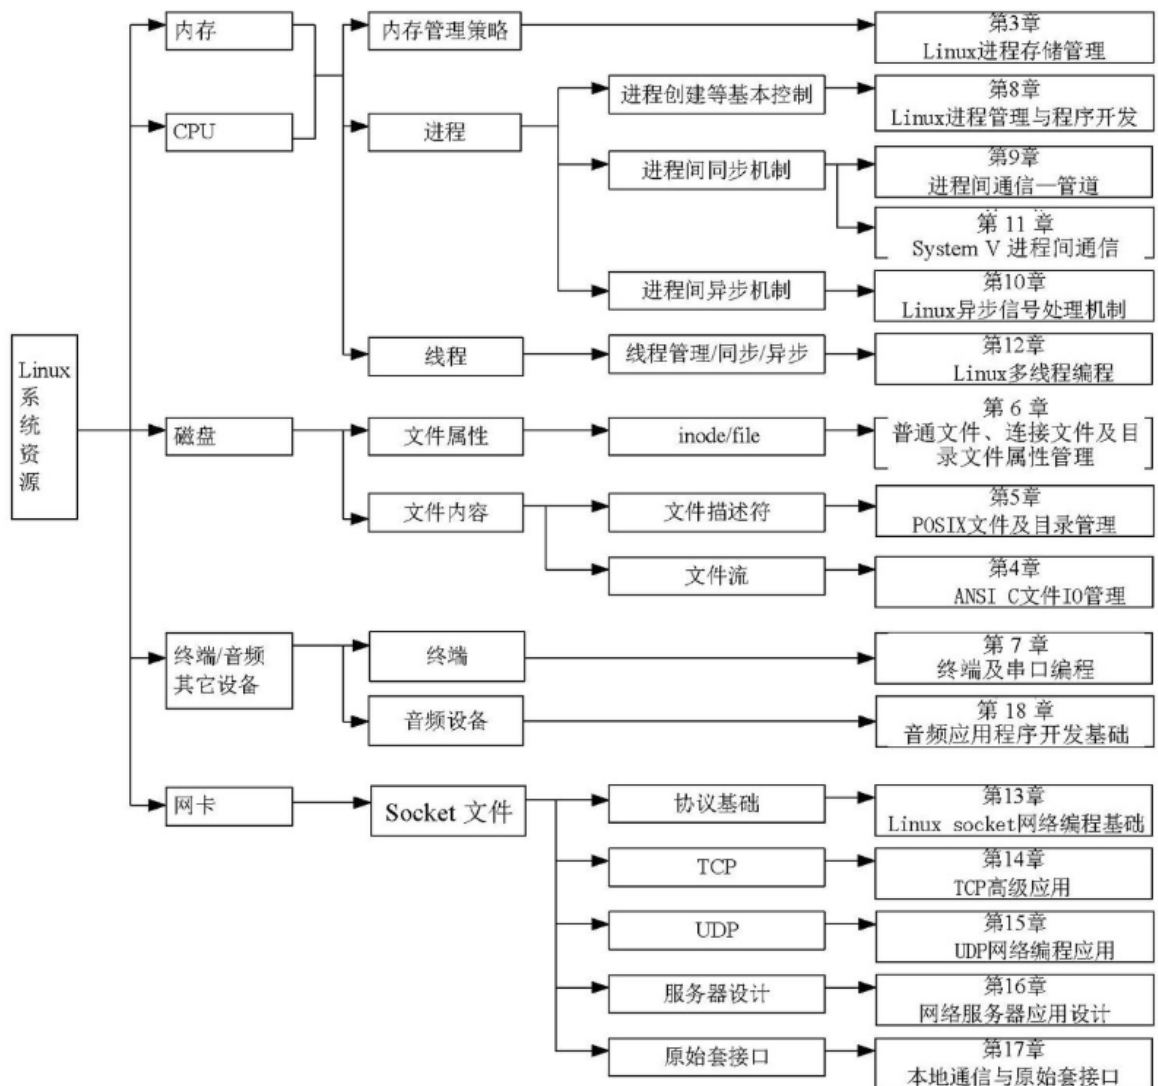 Linux
系
统
资
源
内存
CPU
磁盘
终端/音频
其它设备
网卡
内存管理策略
进程
线程
文件属性
文件内容
终端
音频设备
Socket 文件
进程创建等基本控制
进程间同步机制
进程间异步机制
线程管理/同步/异步
inode/file
文件描述符
文件流
协议基础
TCP
UDP
服务器设计
原始套接口
第3章
Linux进程存储管理
第8章
Linux进程管理与程序开发
第9章
进程间通信—管道
第 11 章
System V 进程间通信
第10章
Linux异步信号处理机制
第12章
Linux多线程编程
第 6 章
普通文件、连接文件及目
录文件属性管理
第5章
POSIX文件及目录管理
第4章
ANSI C文件IO管理
第 7 章
终端及串口编程
第 18 章
音频应用程序开发基础
第13章
Linux socket网络编程基础
第14章
TCP高级应用
第15章
UDP网络编程应用
第16章
网络服务器应用设计
第17章
本地通信与原始套接口